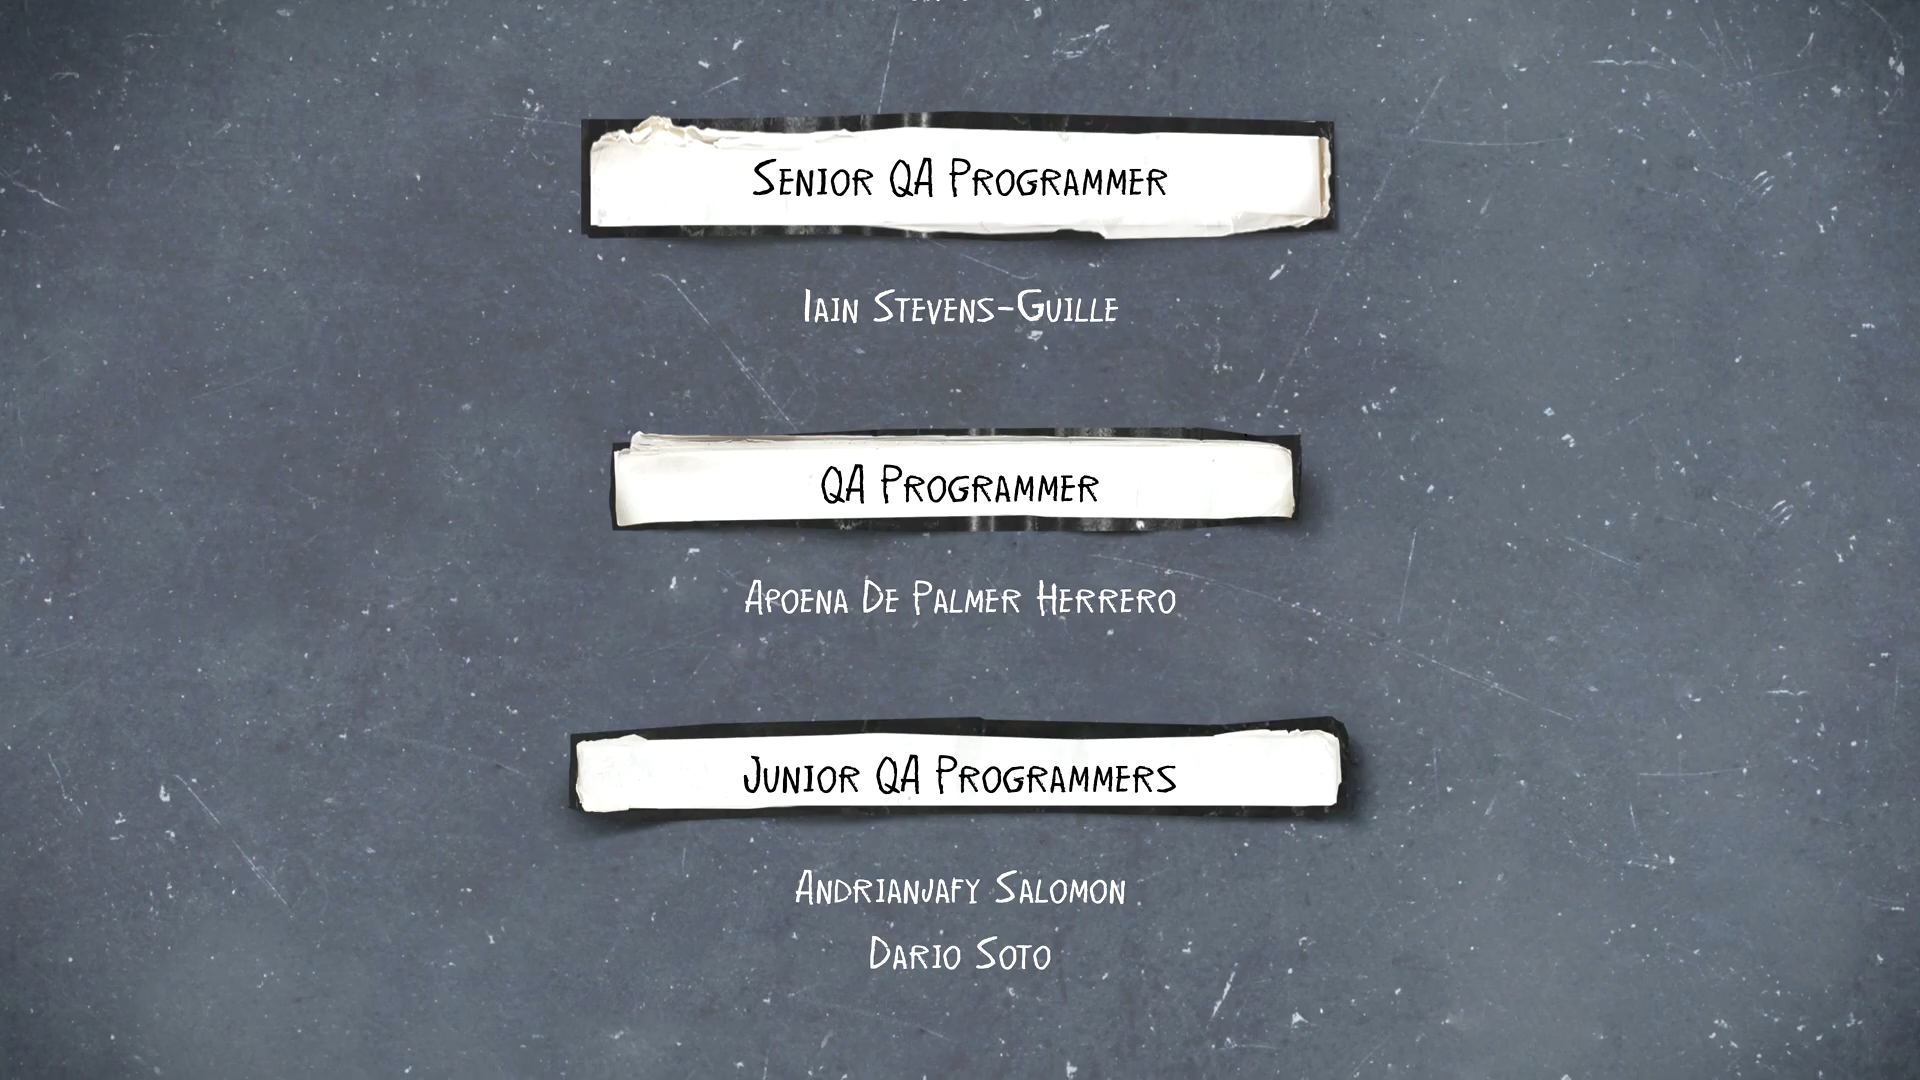 Senior QA Programmer
Iain Stevens-Guille
QA Programmer
Apoena De Palmer Herrero
Junior QA Programmers
Andrianjafy Salomon
Dario Soto